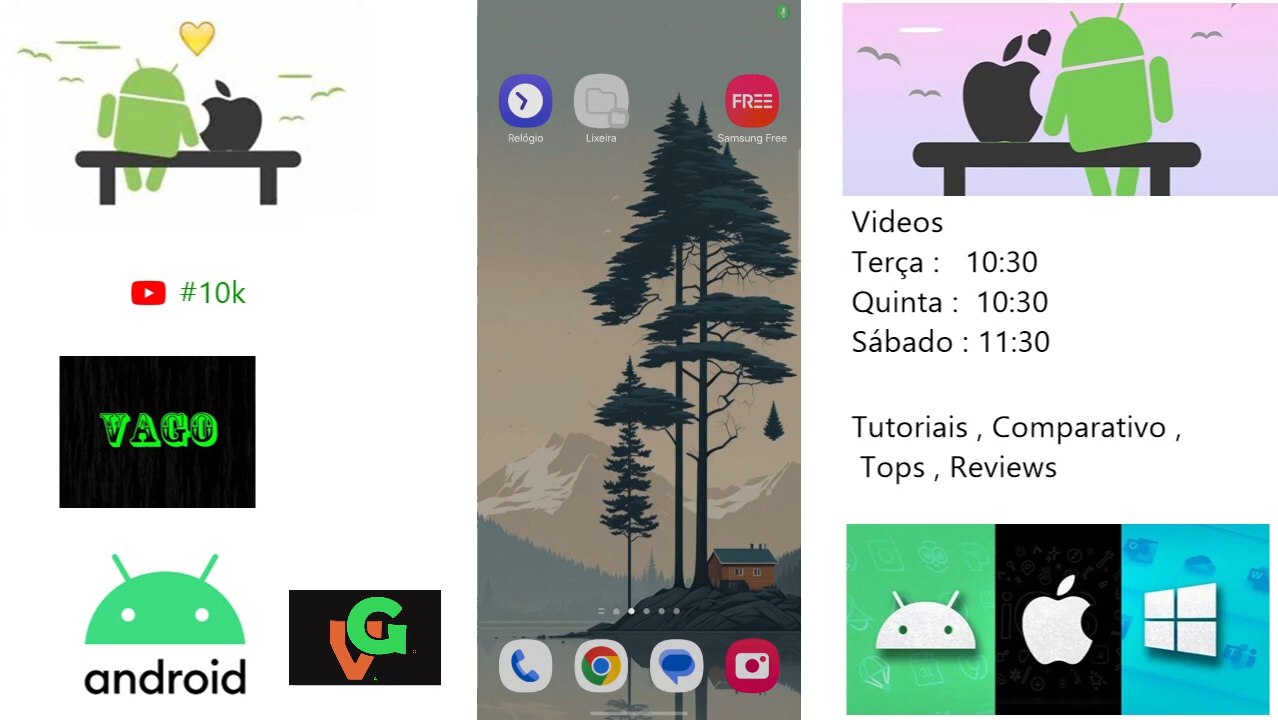 #10k
VAGO
android
VG
Relógio
Lixeira
FREE
Samsung Free
Videos
Terça : 10:30
Quinta : 10:30
Sábado : 11:30
Tutoriais , Comparativo ,
Tops , Reviews